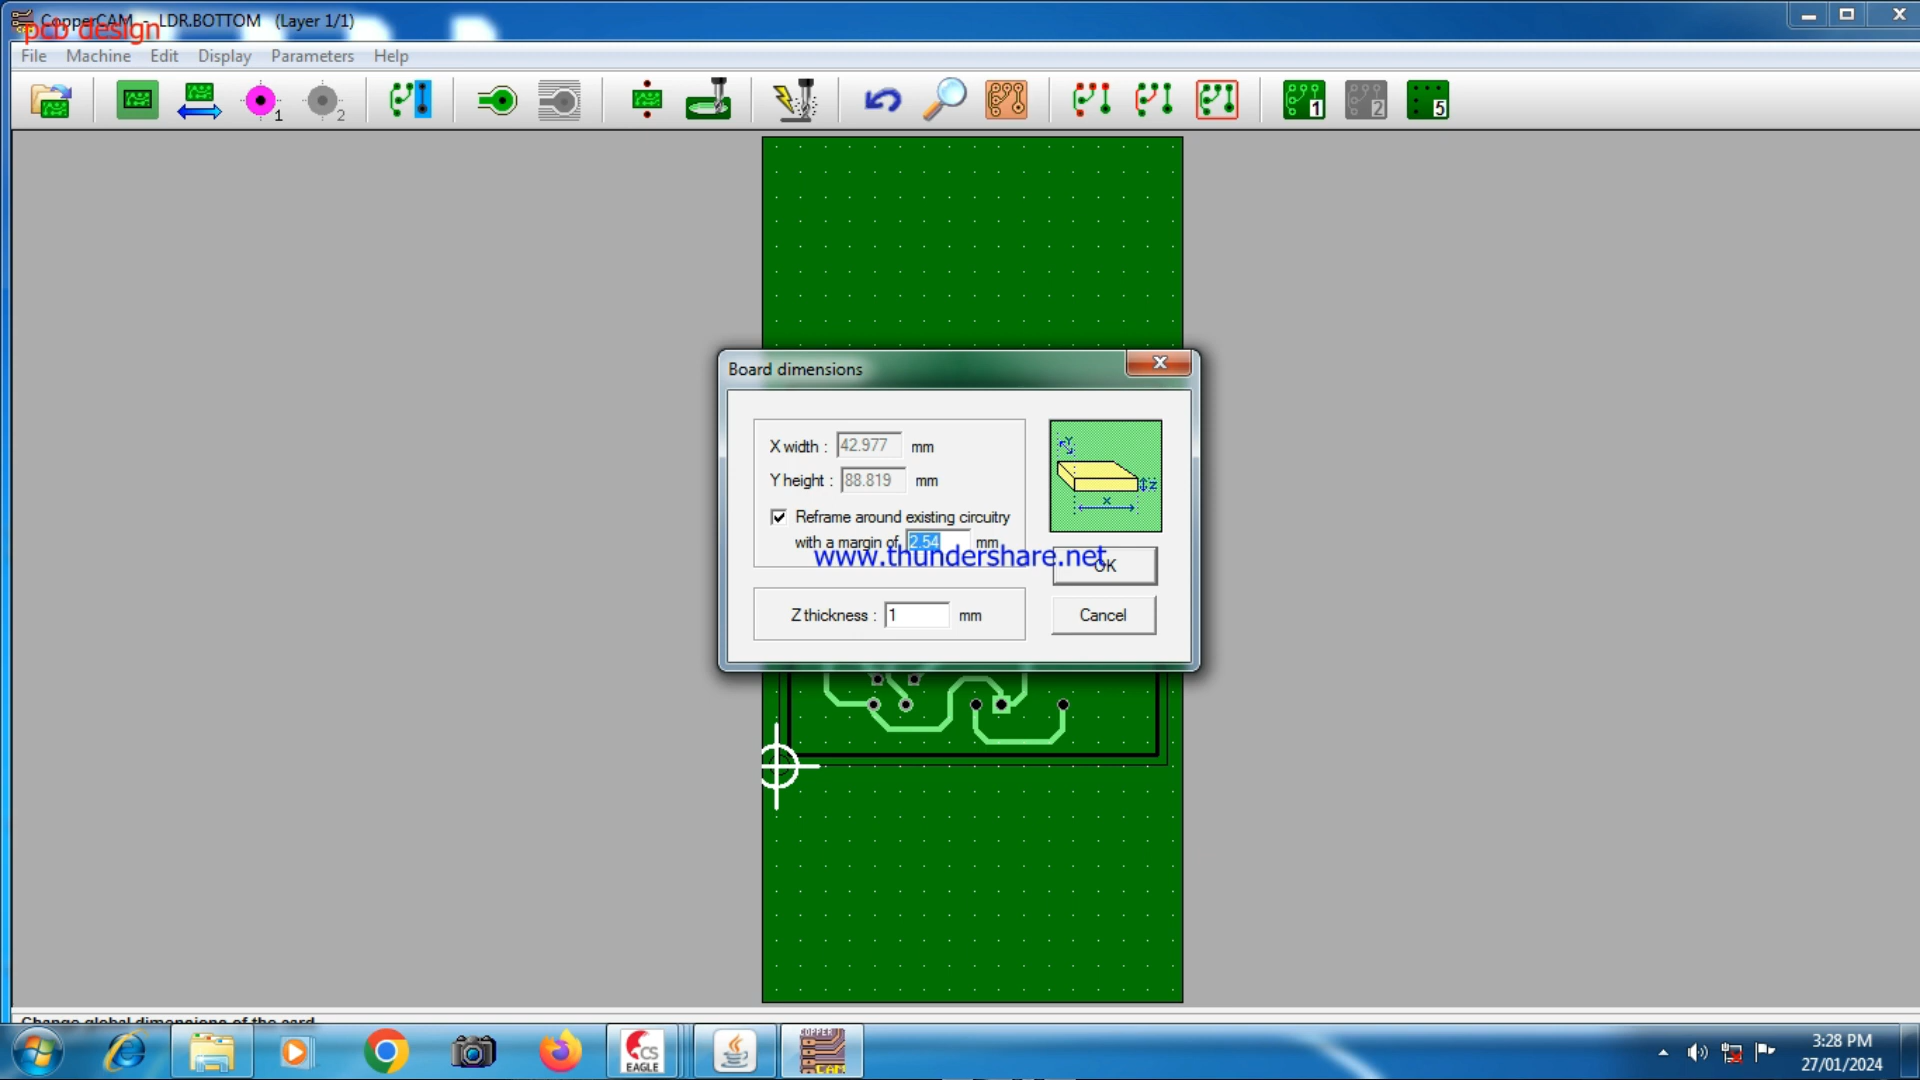 CopperCAM - LDR.BOTTOM (Layer 1/1)
pcb design
File Machine Edit Display Parameters Help
1 2 1 2 5
Board dimensions
X width : 42.977 mm
Y height : 88.819 mm
Reframe around existing circuitry
with a margin of 2.54 mm
www.thundershare.net
OK
Z thickness : 1 mm
Cancel
Y
Z
X
Change global dimensions of the card
CS
EAGLE
COPPER
CAM
3:28 PM
27/01/2024